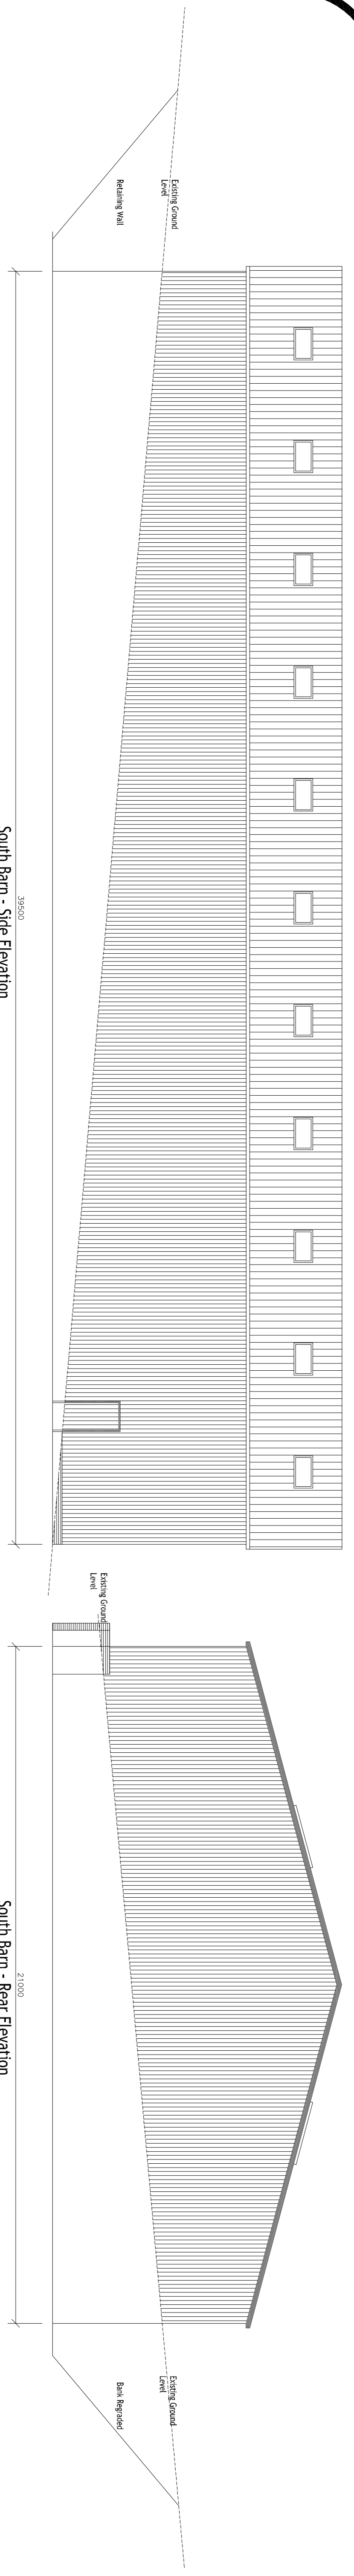 Existing Ground
Level
Retaining Wall
39500
South Barn - Side Elevation
Existing Ground
Level
21000
South Barn - Rear Elevation
Existing Ground
Level
Bank Regraded